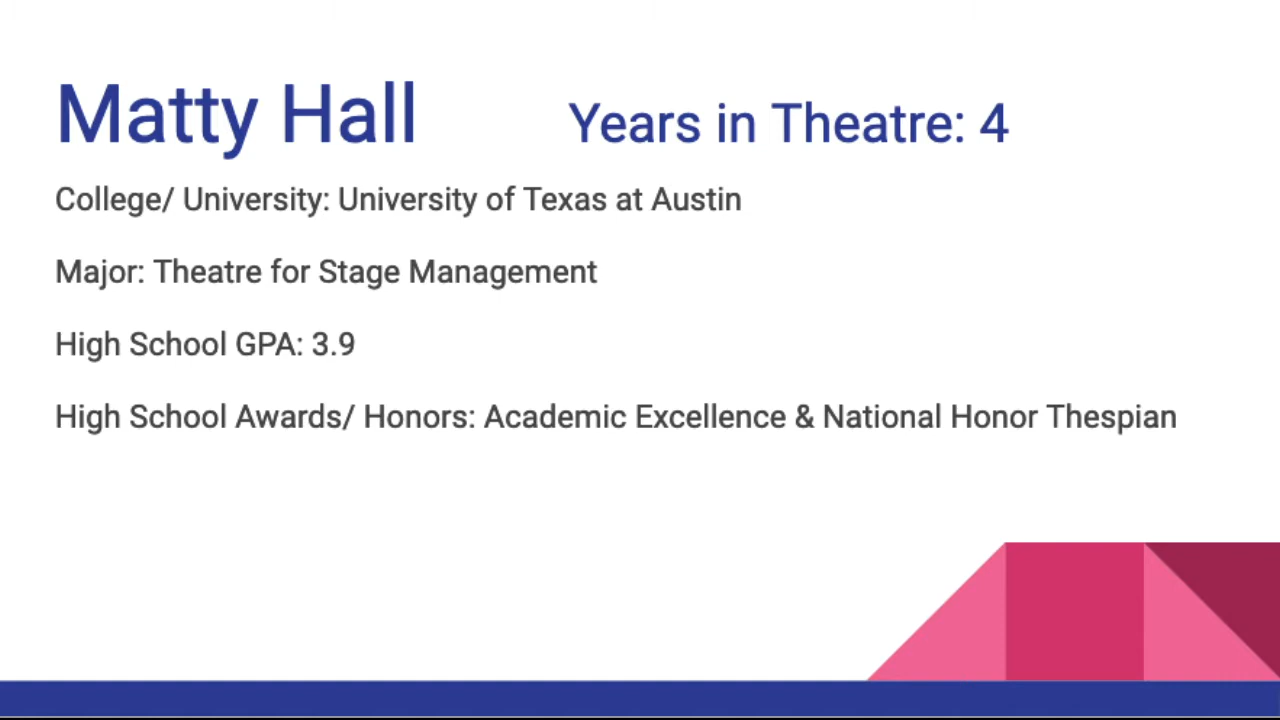 Matty Hall Years in Theatre: 4
College/ University: University of Texas at Austin
Major: Theatre for Stage Management
High School GPA: 3.9
High School Awards/ Honors: Academic Excellence & National Honor Thespian